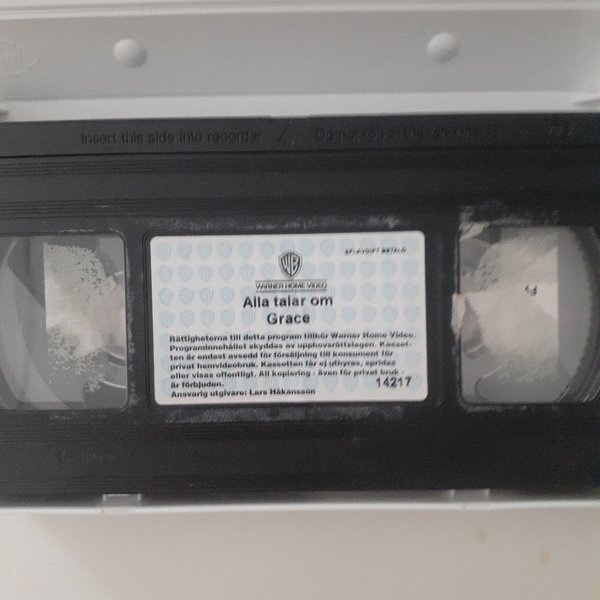 Insert this side into recorder
SFI-AVGIFT BETALD
WB
WARNER HOME VIDEO
Alla talar om
Grace
Rättigheterna till detta program tillhör Warner Home Video.
Programinnehållet skyddas av upphovsrättslagen. Kasset-
ten är endast avsedd för försäljning till konsument för
privat hemvideobruk. Kassetten får ej uthyras, spridas
eller visas offentligt. All kopiering - även för privat bruk -
är förbjuden.
14217
Ansvarig utgivare: Lars Håkansson